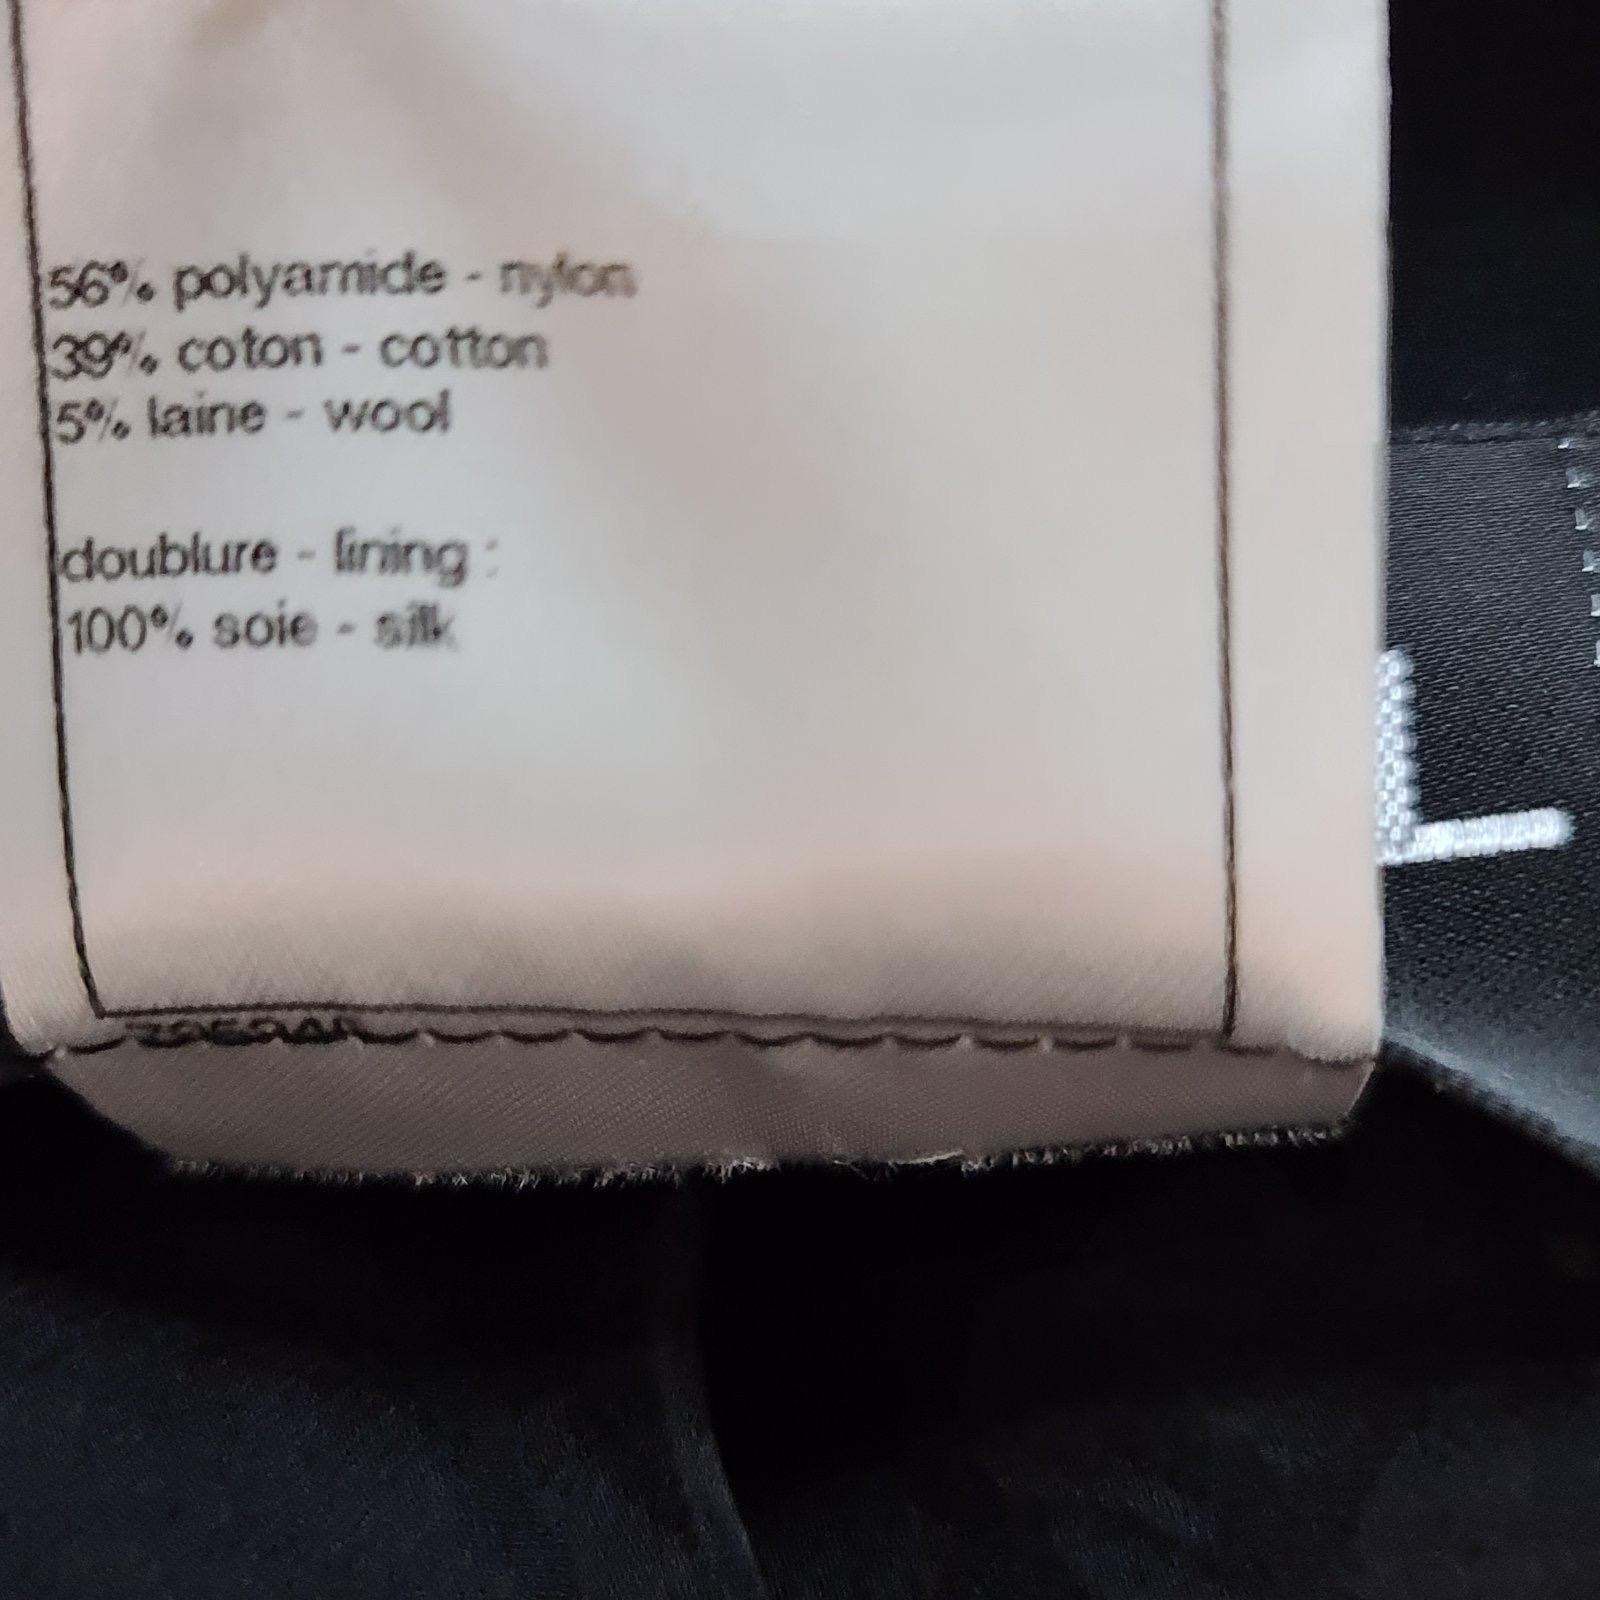 56% polyamide - nylon
39% coton - cotton
5% laine - wool
doublure - lining :
100% soie - silk